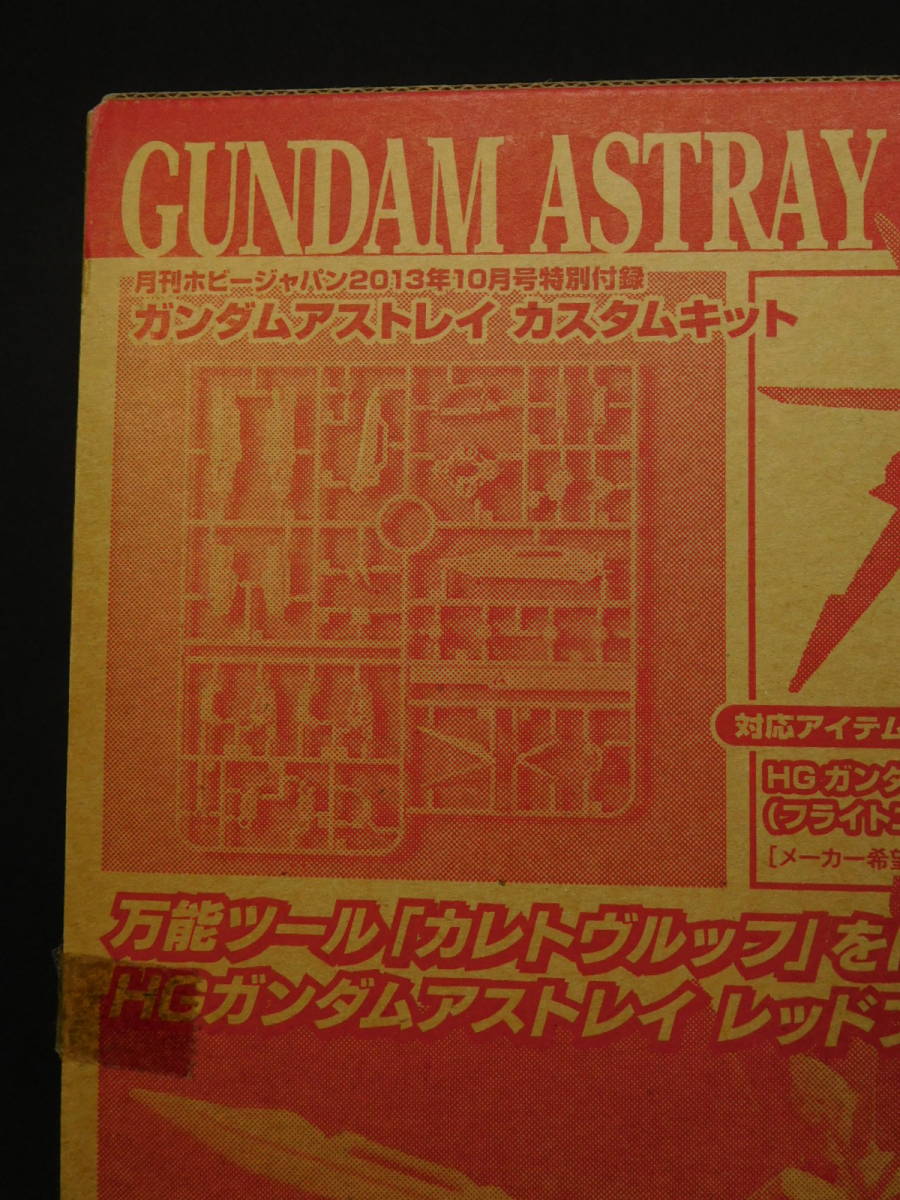 GUNDAM ASTRAY
月刊ホビージャパン2013年10月号特別付録
ガンダムアストレイ カスタムキット
対応アイテム
HG ガンダ
(フライトユ
[メーカー希望
万能ツール「カレトヴルッフ」を
HGガンダムアストレイ レッドフ